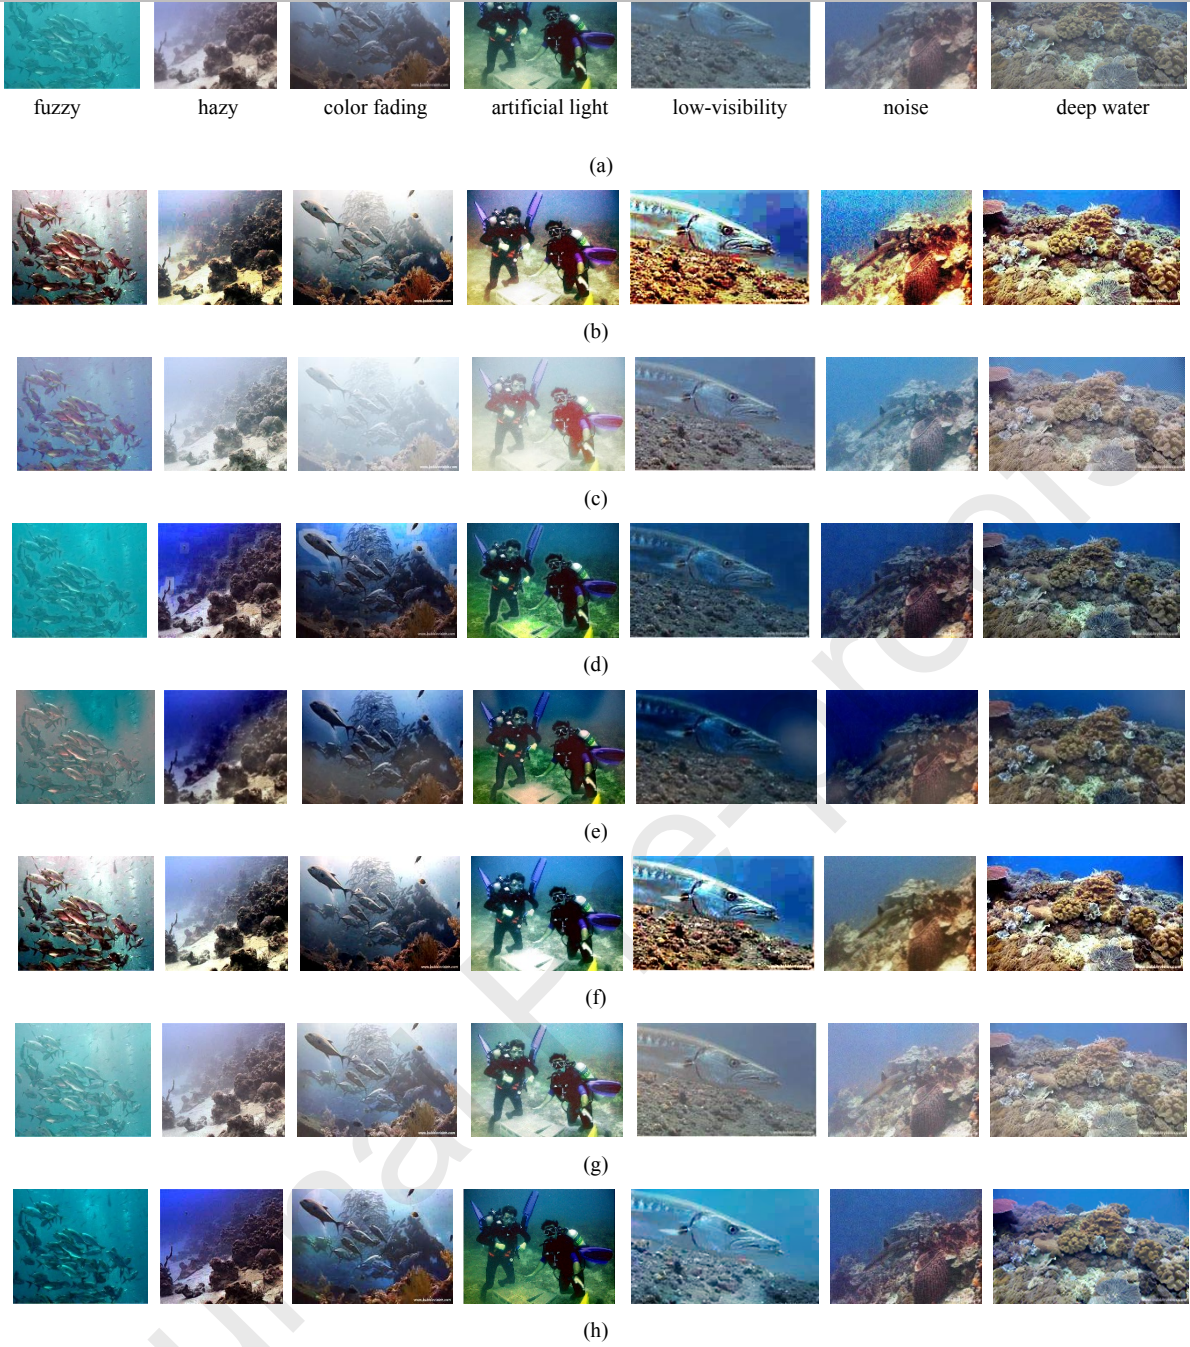 fuzzy hazy color fading artificial light low-visibility noise deep water
(a)
(b)
(c)
(d)
(e)
(f)
(g)
(h)